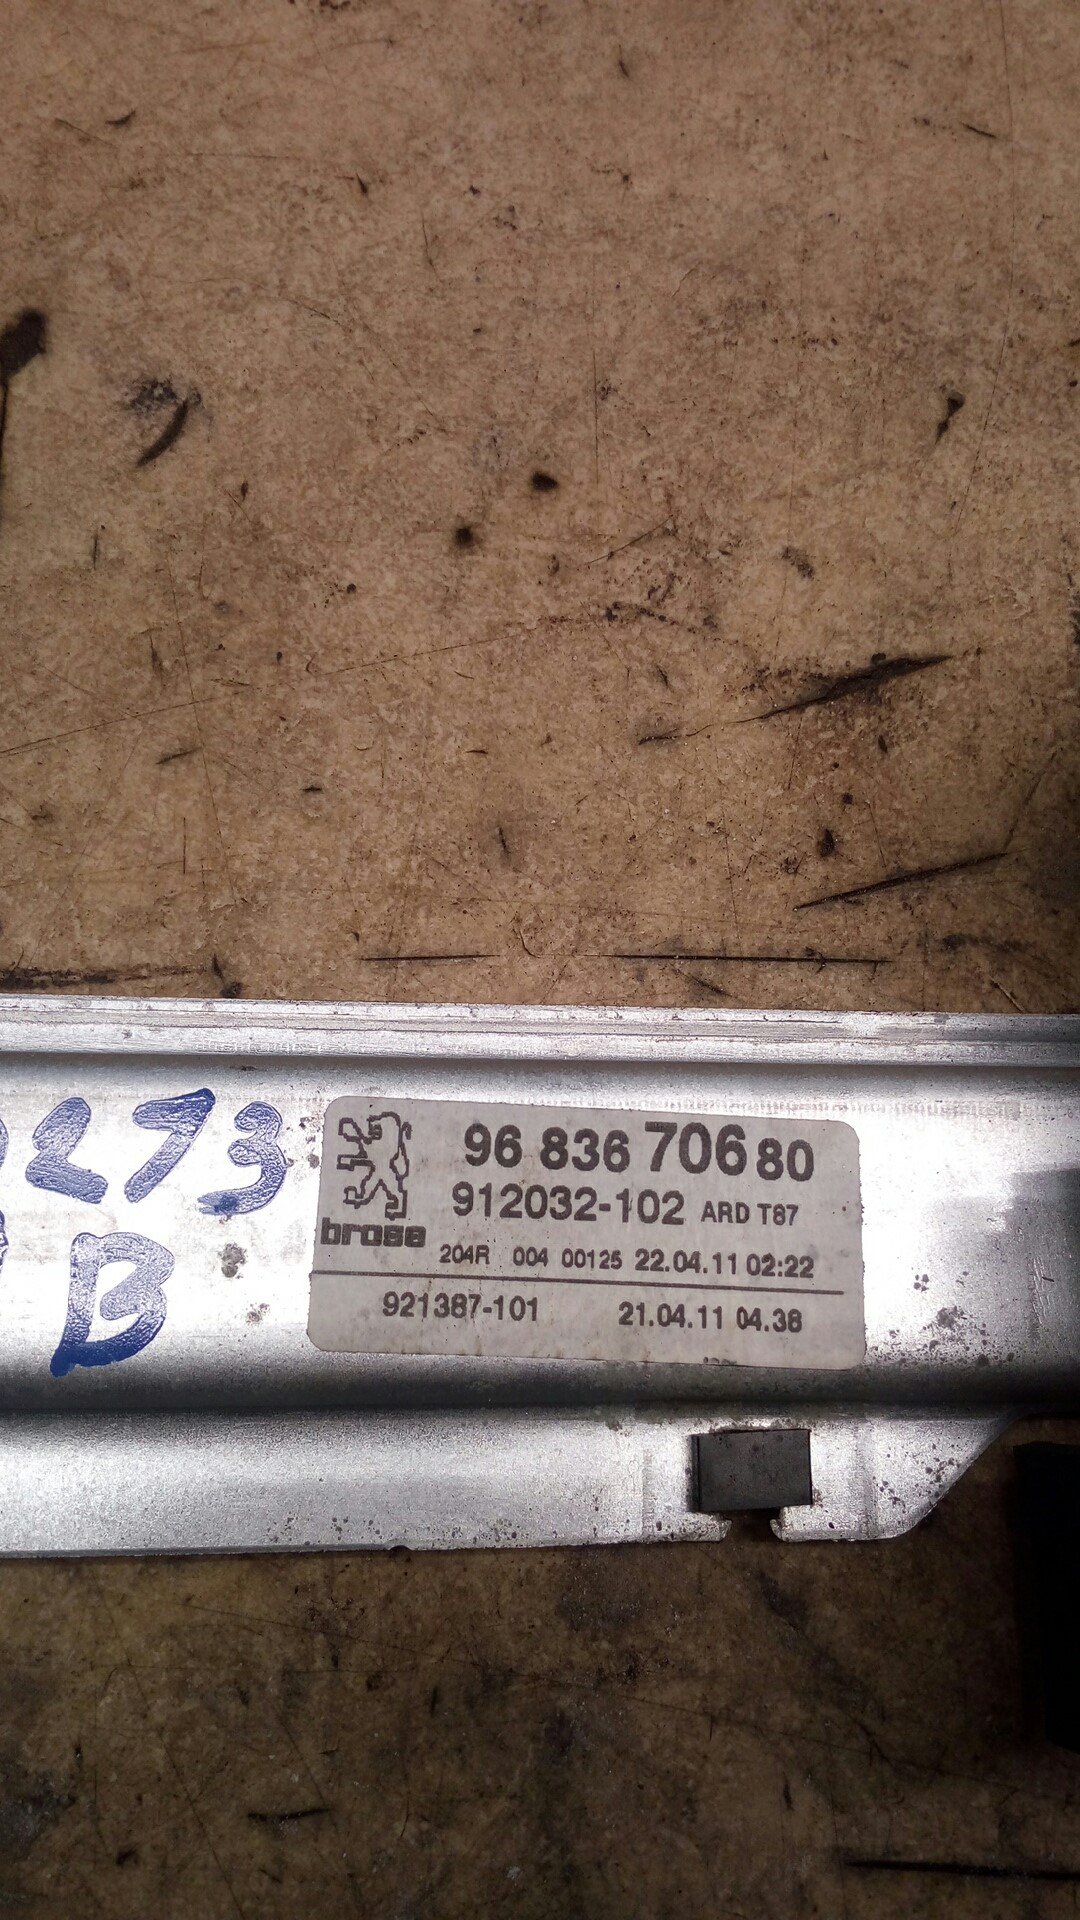 273
B
brose
96 836 706 80
912032-102 ARD T87
204R 004 00125 22.04.11 02:22
921387-101 21.04.11 04.38